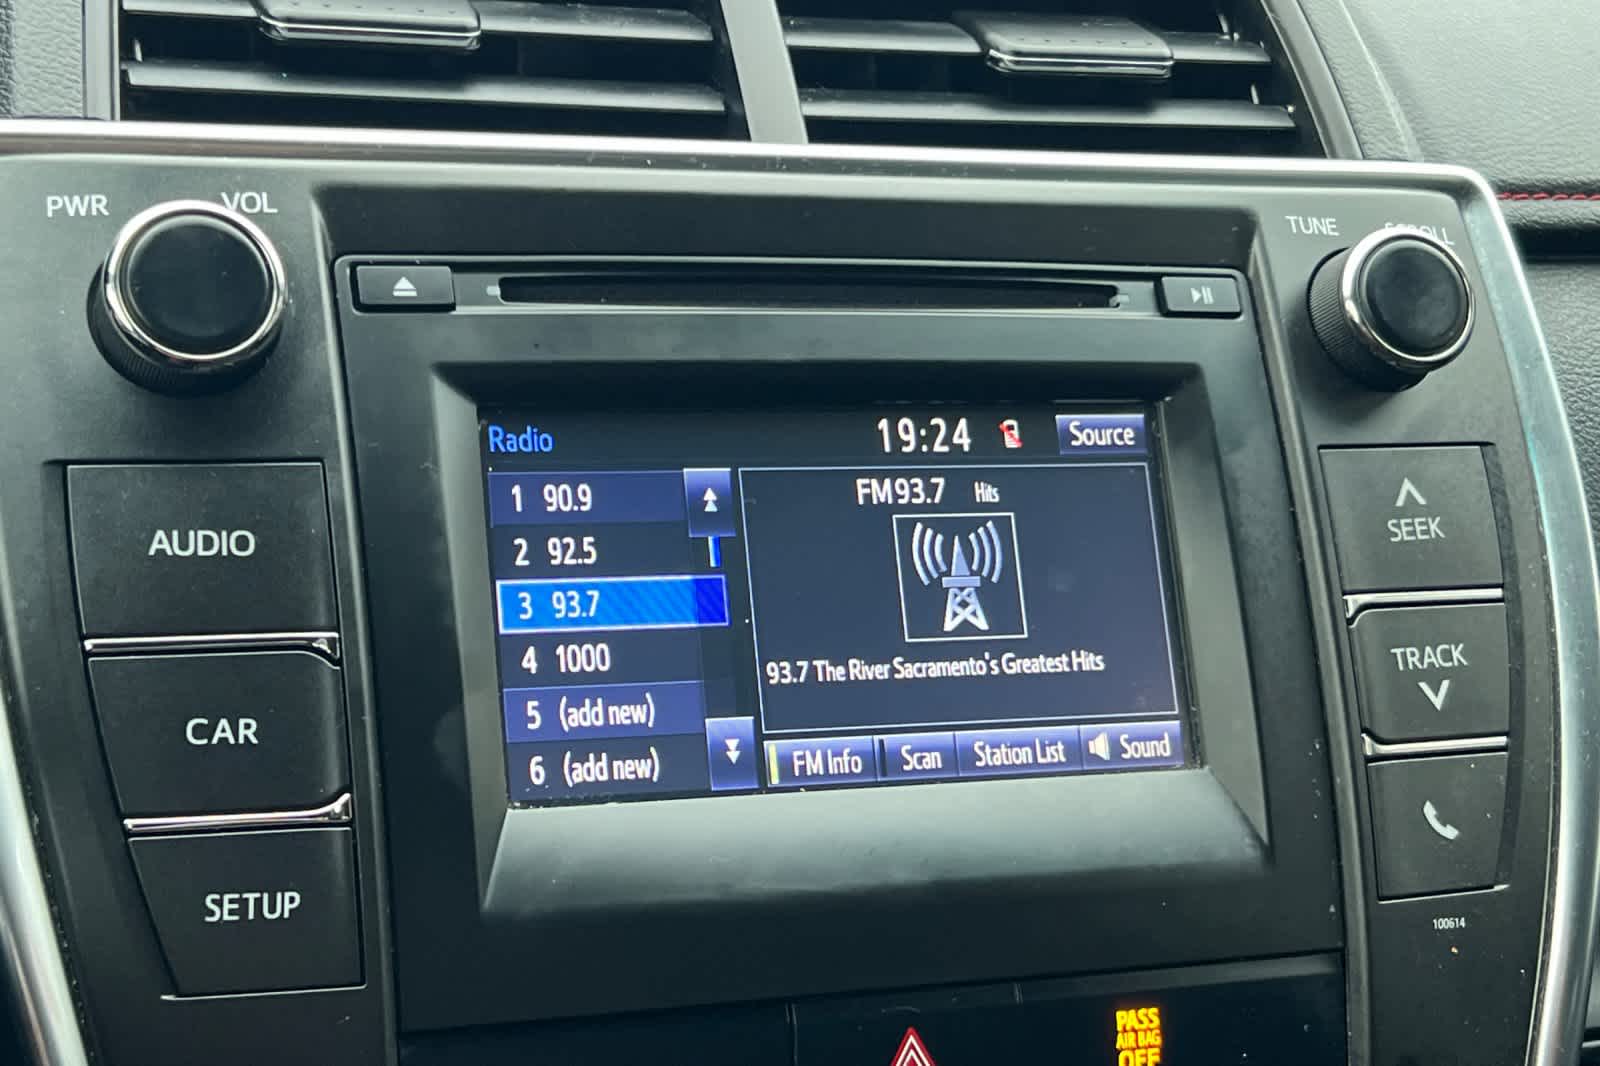 PWR VOL
TUNE SCROLL
Radio 19:24 Source
1 90.9
2 92.5
3 93.7
4 1000
5 (add new)
6 (add new)
FM93.7 Hits
93.7 The River Sacramento's Greatest Hits
FM Info Scan Station List Sound
AUDIO
CAR
SETUP
SEEK
TRACK
100614
PASS
AIR BAG
OFF